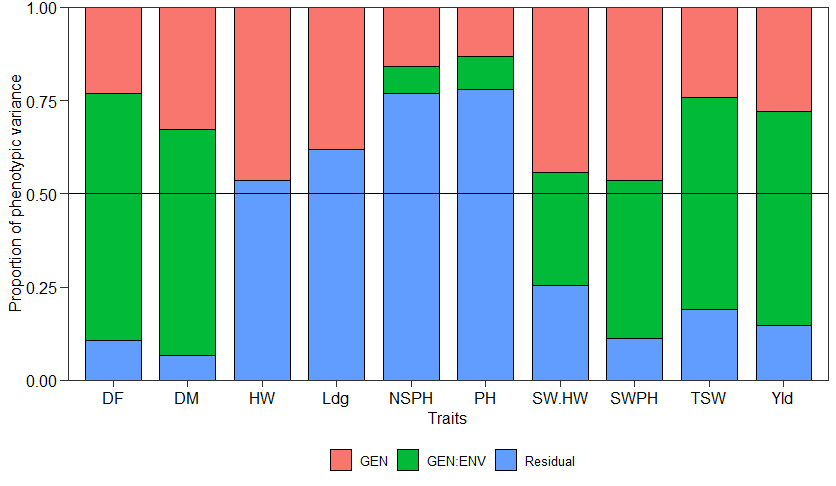 Proportion of phenotypic variance
1.00
0.75
0.50
0.25
0.00
DF DM HW Ldg NSPH PH SW.HW SWPH TSW Yld
Traits
GEN GEN:ENV Residual